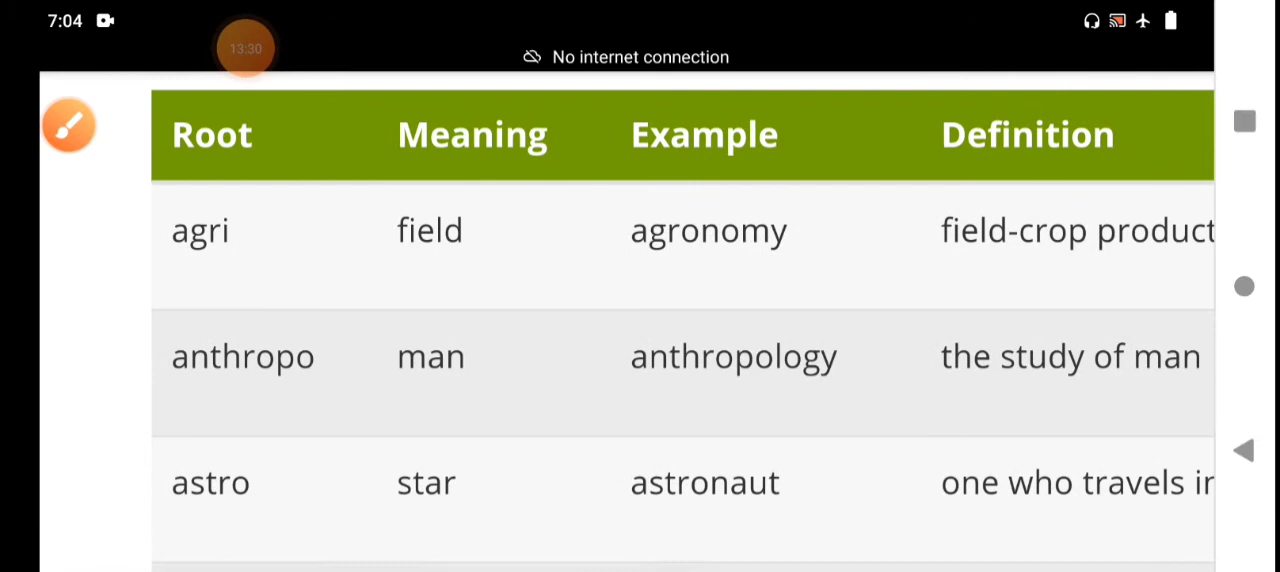 7:04
13:30
No internet connection
Root Meaning Example Definition
agri field agronomy field-crop product
anthropo man anthropology the study of man
astro star astronaut one who travels in